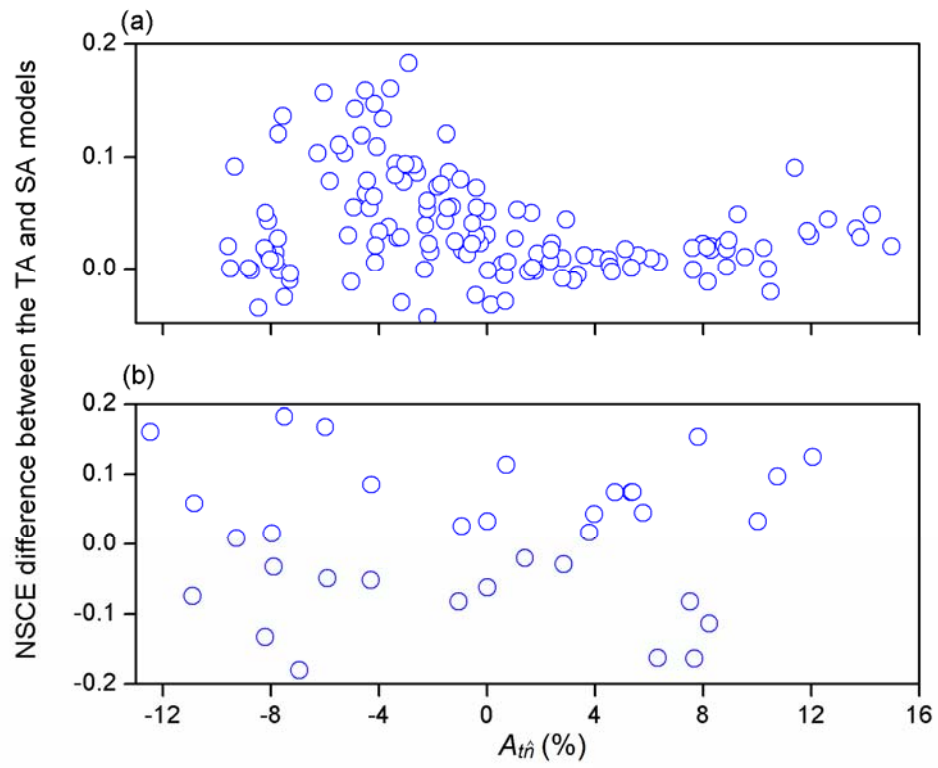 (a)
0.2
0.1
0.0
NSCE difference between the TA and SA models
(b)
0.2
0.1
0.0
-0.1
-0.2
-12 -8 -4 0 4 8 12 16
Atn̂ (%)